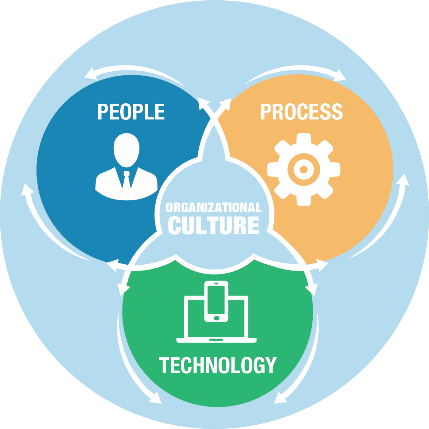 PEOPLE
PROCESS
ORGANIZATIONAL
CULTURE
TECHNOLOGY